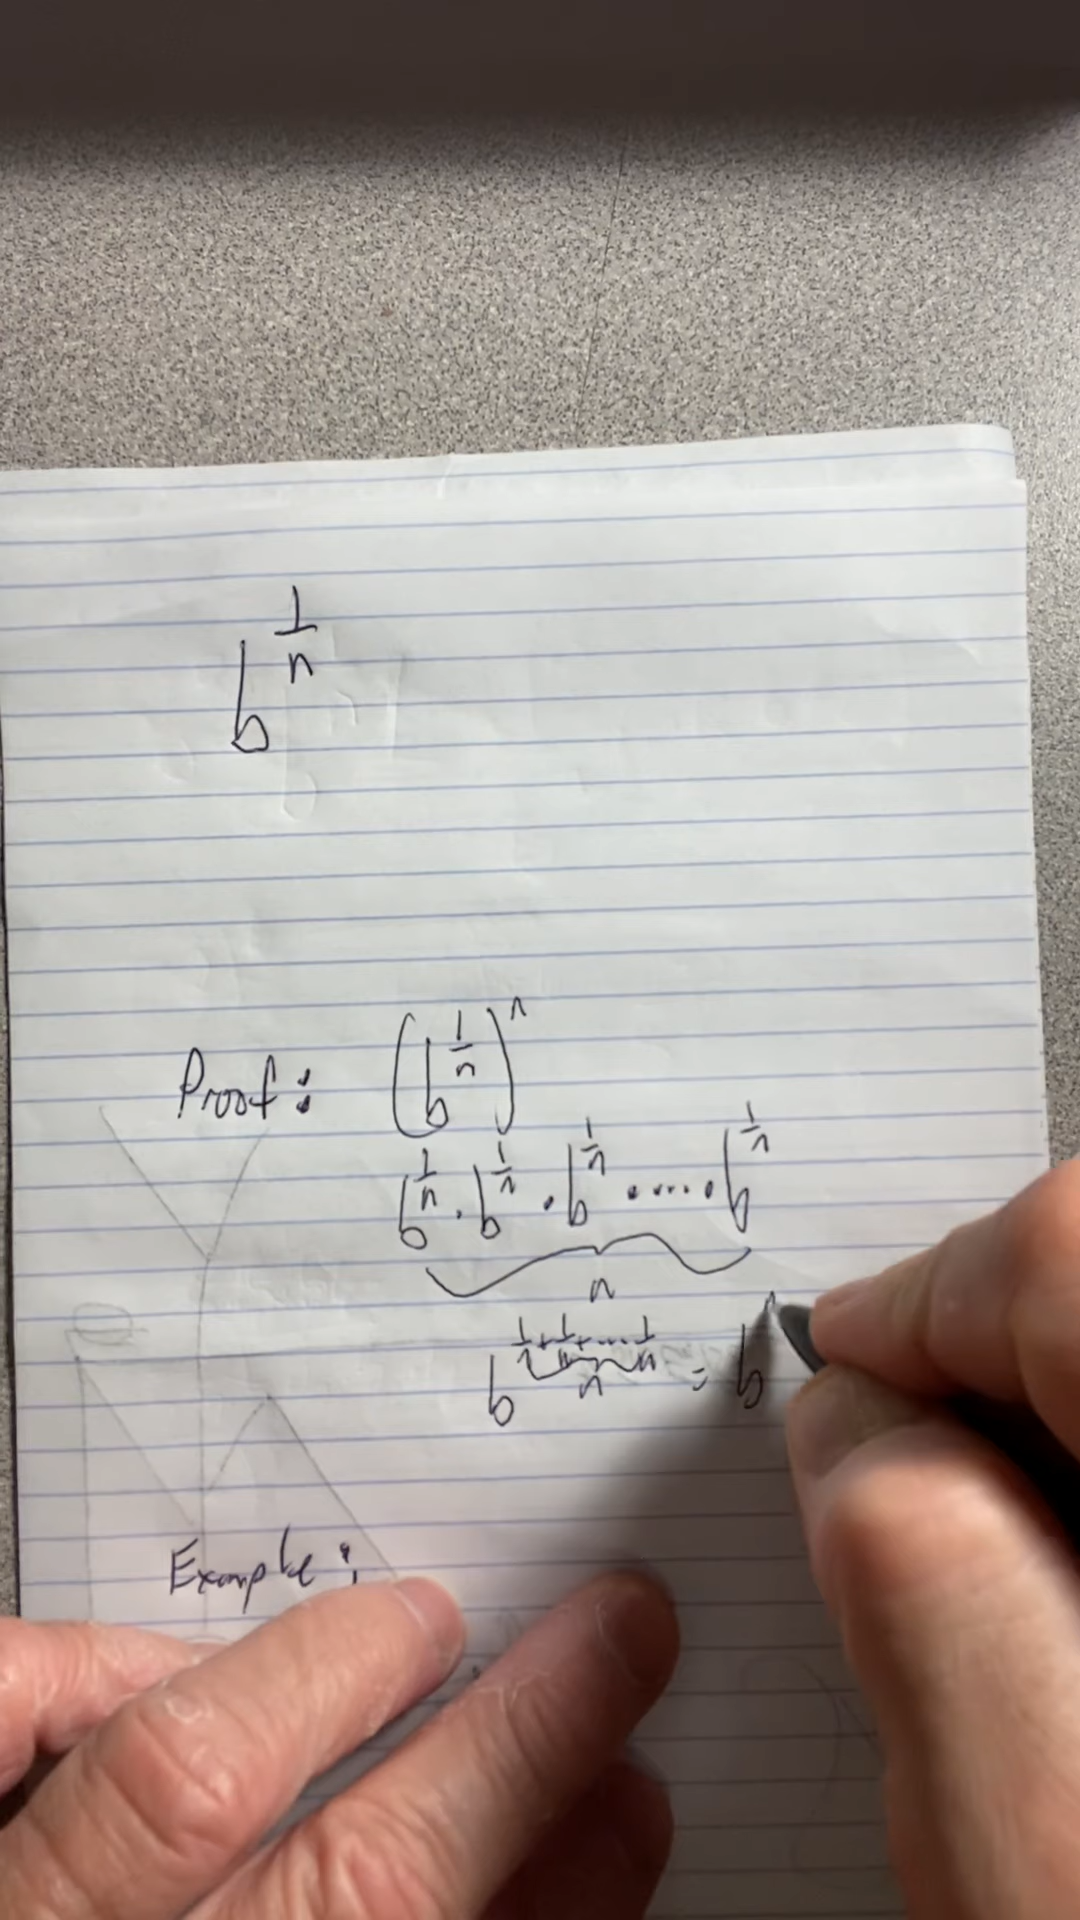 b^(1/n)
Proof: (b^(1/n))^n
b^(1/n) · b^(1/n) · b^(1/n) · .... · b^(1/n)
n
b^(1/n + 1/n + ... 1/n) = b
n
Example: